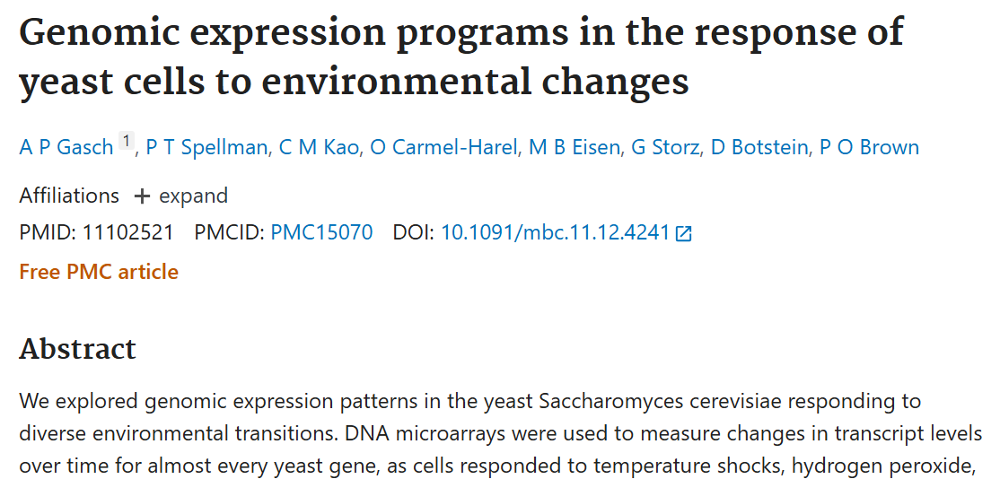 Genomic expression programs in the response of
yeast cells to environmental changes
A P Gasch 1, P T Spellman, C M Kao, O Carmel-Harel, M B Eisen, G Storz, D Botstein, P O Brown
Affiliations + expand
PMID: 11102521 PMCID: PMC15070 DOI: 10.1091/mbc.11.12.4241
Free PMC article
Abstract
We explored genomic expression patterns in the yeast Saccharomyces cerevisiae responding to
diverse environmental transitions. DNA microarrays were used to measure changes in transcript levels
over time for almost every yeast gene, as cells responded to temperature shocks, hydrogen peroxide,